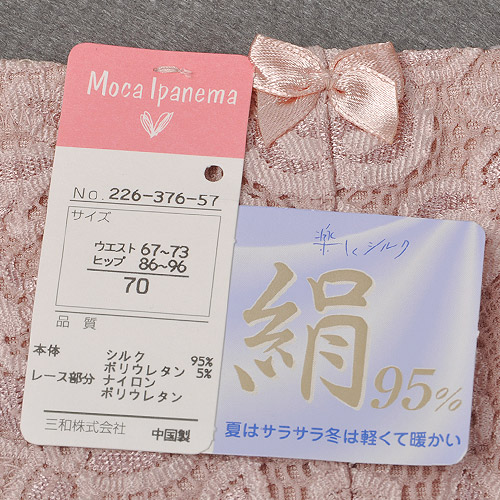 Moca Ipanema
No. 226-376-57
サイズ
ウエスト 67~73
ヒップ 86~96
70
品質
本体 シルク 95%
ポリウレタン 5%
レース部分 ナイロン
ポリウレタン
三和株式会社 中国製
楽しくシルク
絹95%
夏はサラサラ冬は軽くて暖かい